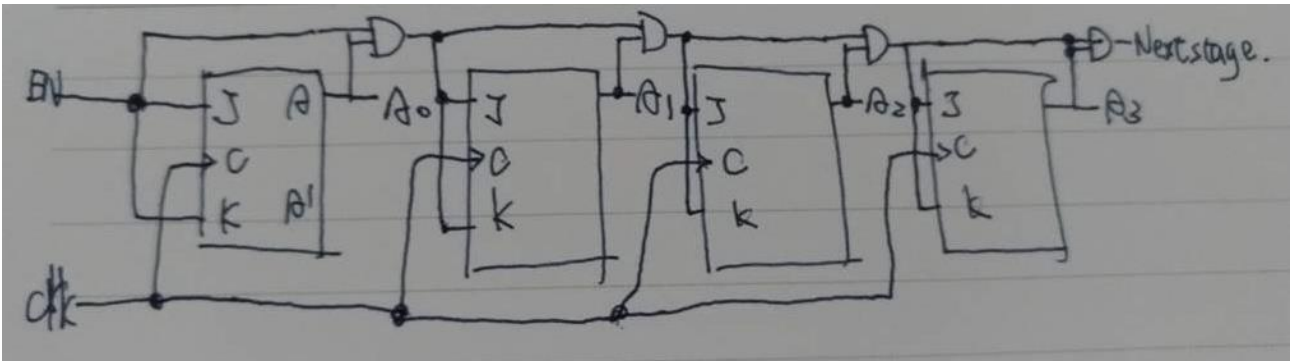 Next stage.
EN
J A A0 J A1 J A2 J A3
C C C C
K A' K K K
Clk